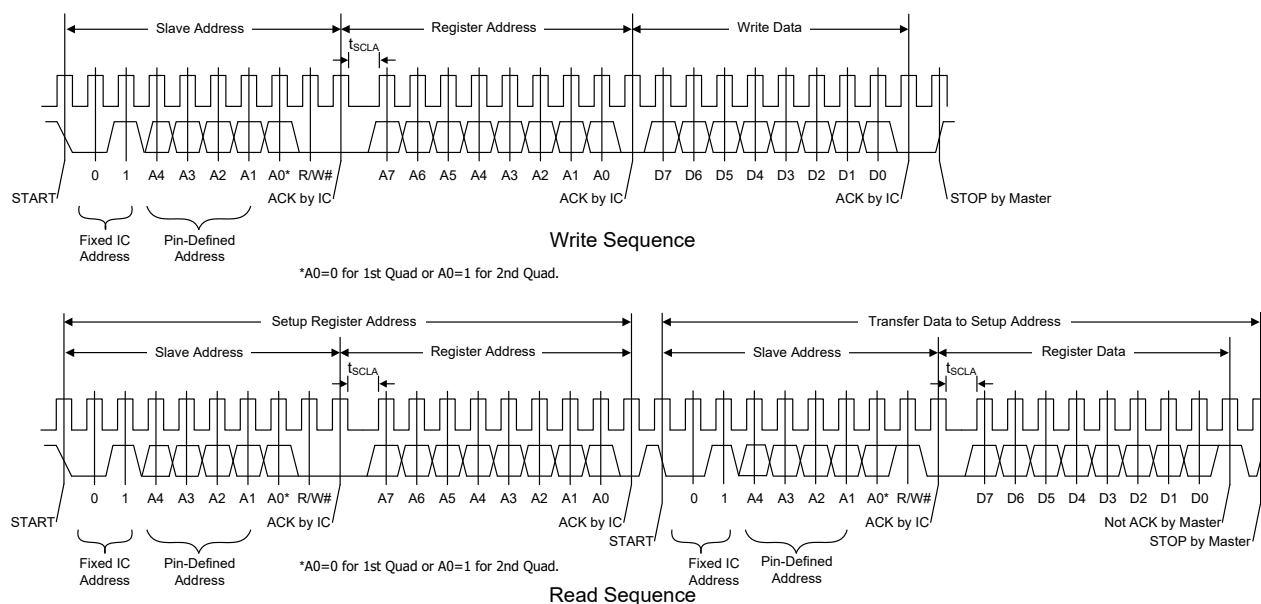 Slave Address Register Address Write Data
tSCLA
0 1 A4 A3 A2 A1 A0* R/W# A7 A6 A5 A4 A3 A2 A1 A0 D7 D6 D5 D4 D3 D2 D1 D0
START ACK by IC ACK by IC ACK by IC STOP by Master
Fixed IC Pin-Defined
Address Address
Write Sequence
*A0=0 for 1st Quad or A0=1 for 2nd Quad.
Setup Register Address Transfer Data to Setup Address
Slave Address Register Address Slave Address Register Data
tSCLA tSCLA
0 1 A4 A3 A2 A1 A0* R/W# A7 A6 A5 A4 A3 A2 A1 A0 0 1 A4 A3 A2 A1 A0* R/W# D7 D6 D5 D4 D3 D2 D1 D0
START ACK by IC ACK by IC ACK by IC Not ACK by Master
START STOP by Master
Fixed IC Pin-Defined Fixed IC Pin-Defined
Address Address Address Address
*A0=0 for 1st Quad or A0=1 for 2nd Quad.
Read Sequence